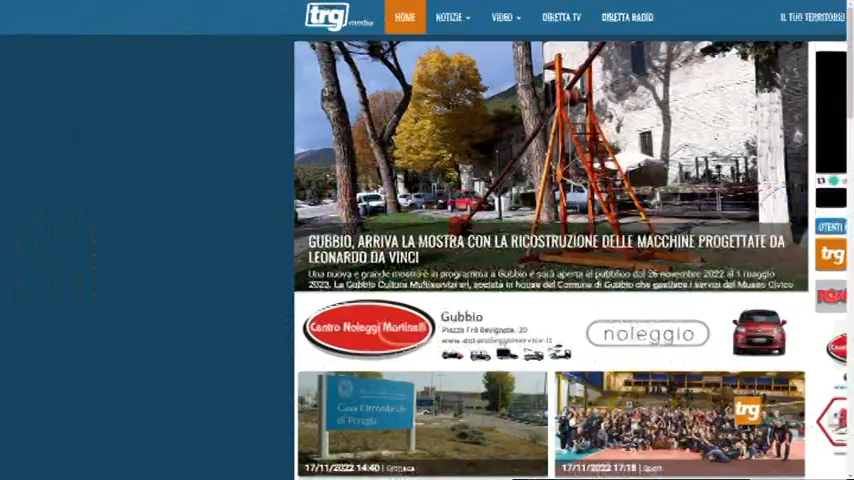 trg media
HOME
NOTIZIE
VIDEO
DIRETTA TV
DIRETTA RADIO
IL TUO TERRITORIO
GUBBIO, ARRIVA LA MOSTRA CON LA RICOSTRUZIONE DELLE MACCHINE PROGETTATE DA
LEONARDO DA VINCI
Una nuova e grande mostra è in programma a Gubbio e sarà aperta al pubblico dal 26 novembre 2022 al 1 maggio
2023. La Gubbio Cultura Multiservizi srl, società in house del Comune di Gubbio che gestisce i servizi del Museo Civico
Centro Noleggi Martinelli
Gubbio
noleggio
UTENTI
trg
Casa Circondariale
di Perugia
trg
17/11/2022 14:40 | Cronaca
17/11/2022 17:18 | Sport